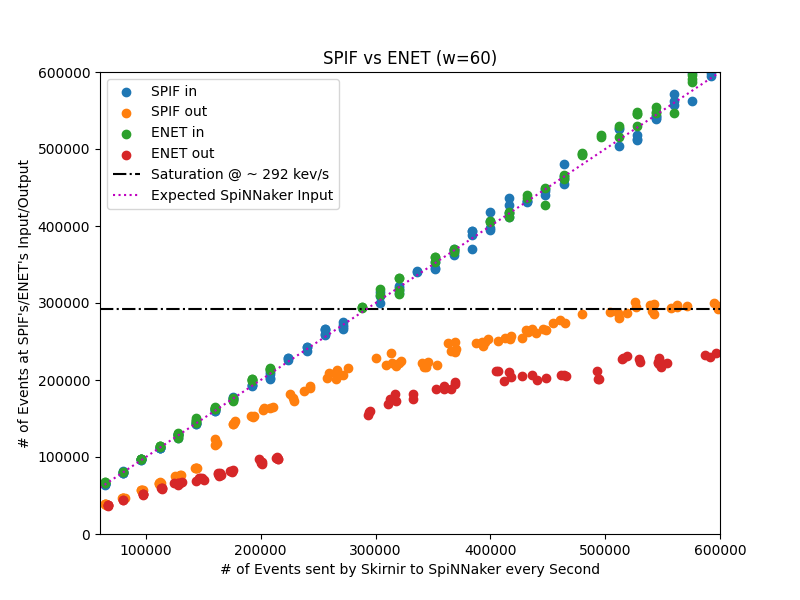 SPIF vs ENET (w=60)
600000
500000
400000
300000
200000
100000
0
# of Events at SPIF's/ENET's Input/Output
SPIF in
SPIF out
ENET in
ENET out
Saturation @ ~ 292 kev/s
Expected SpiNNaker Input
100000 200000 300000 400000 500000 600000
# of Events sent by Skirnir to SpiNNaker every Second